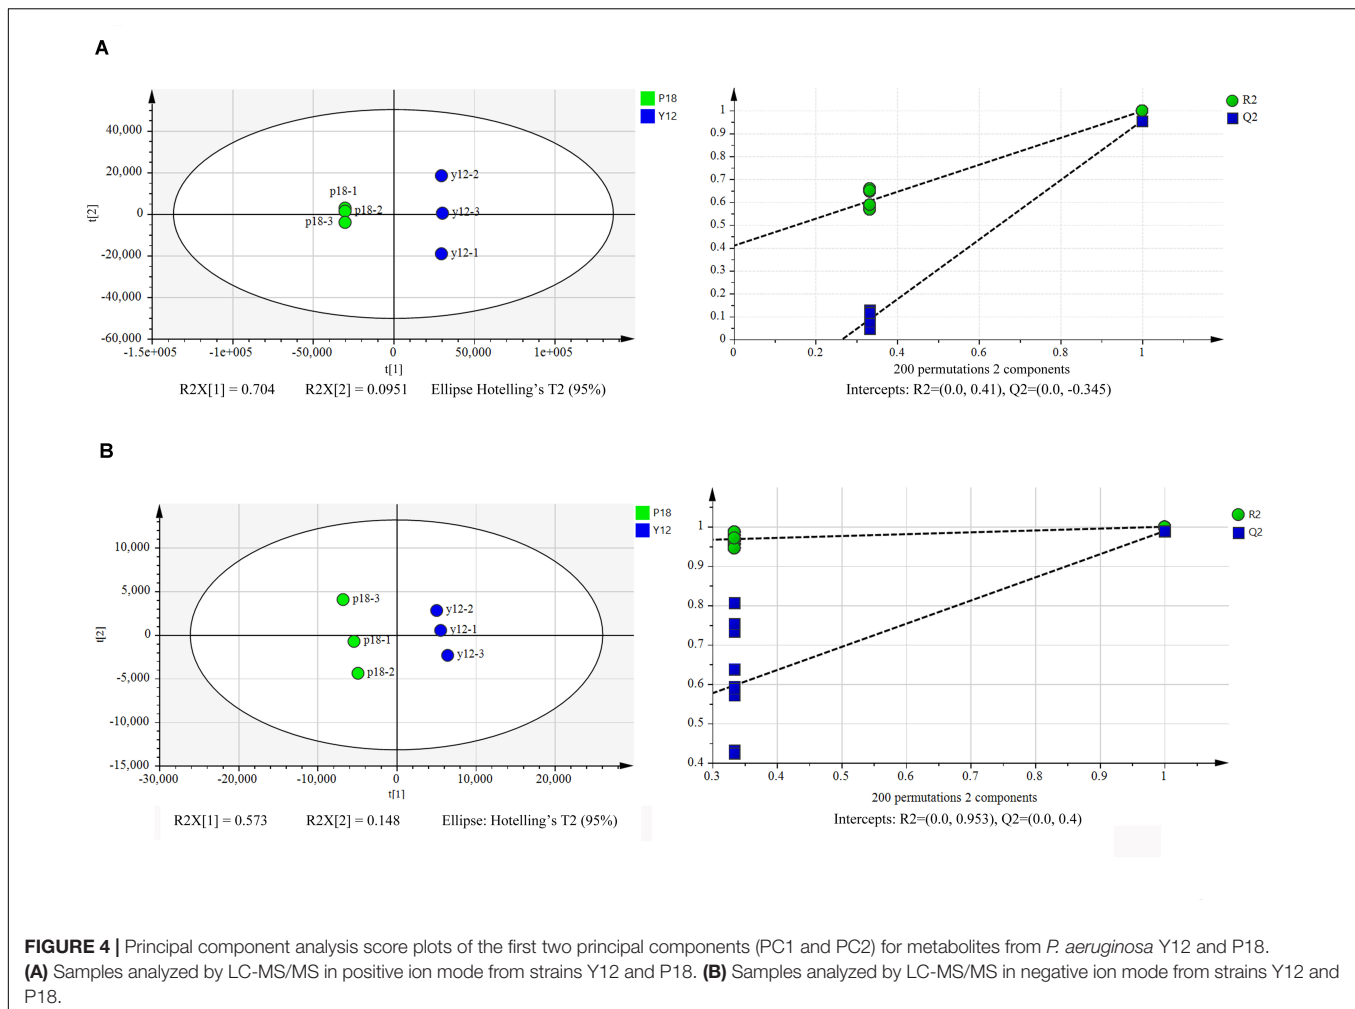 A
P18
Y12
40,000
20,000
0
-20,000
-40,000
-60,000
t[2]
p18-1
p18-2
p18-3
y12-2
y12-3
y12-1
-1.5e+005
-1e+005
-50,000
0
50,000
1e+005
t[1]
R2X[1] = 0.704 R2X[2] = 0.0951 Ellipse Hotelling's T2 (95%)
R2
Q2
1
0.9
0.8
0.7
0.6
0.5
0.4
0.3
0.2
0.1
0
0 0.2 0.4 0.6 0.8 1
200 permutations 2 components
Intercepts: R2=(0.0, 0.41), Q2=(0.0, -0.345)
B
P18
Y12
10,000
5,000
0
-5,000
-10,000
-15,000
t[2]
p18-3
p18-1
p18-2
y12-2
y12-1
y12-3
-30,000
-20,000
-10,000
0
10,000
20,000
t[1]
R2X[1] = 0.573 R2X[2] = 0.148 Ellipse: Hotelling's T2 (95%)
R2
Q2
1
0.9
0.8
0.7
0.6
0.5
0.4
0.3 0.4 0.5 0.6 0.7 0.8 0.9 1
200 permutations 2 components
Intercepts: R2=(0.0, 0.953), Q2=(0.0, 0.4)
FIGURE 4 | Principal component analysis score plots of the first two principal components (PC1 and PC2) for metabolites from P. aeruginosa Y12 and P18.
(A) Samples analyzed by LC-MS/MS in positive ion mode from strains Y12 and P18. (B) Samples analyzed by LC-MS/MS in negative ion mode from strains Y12 and
P18.